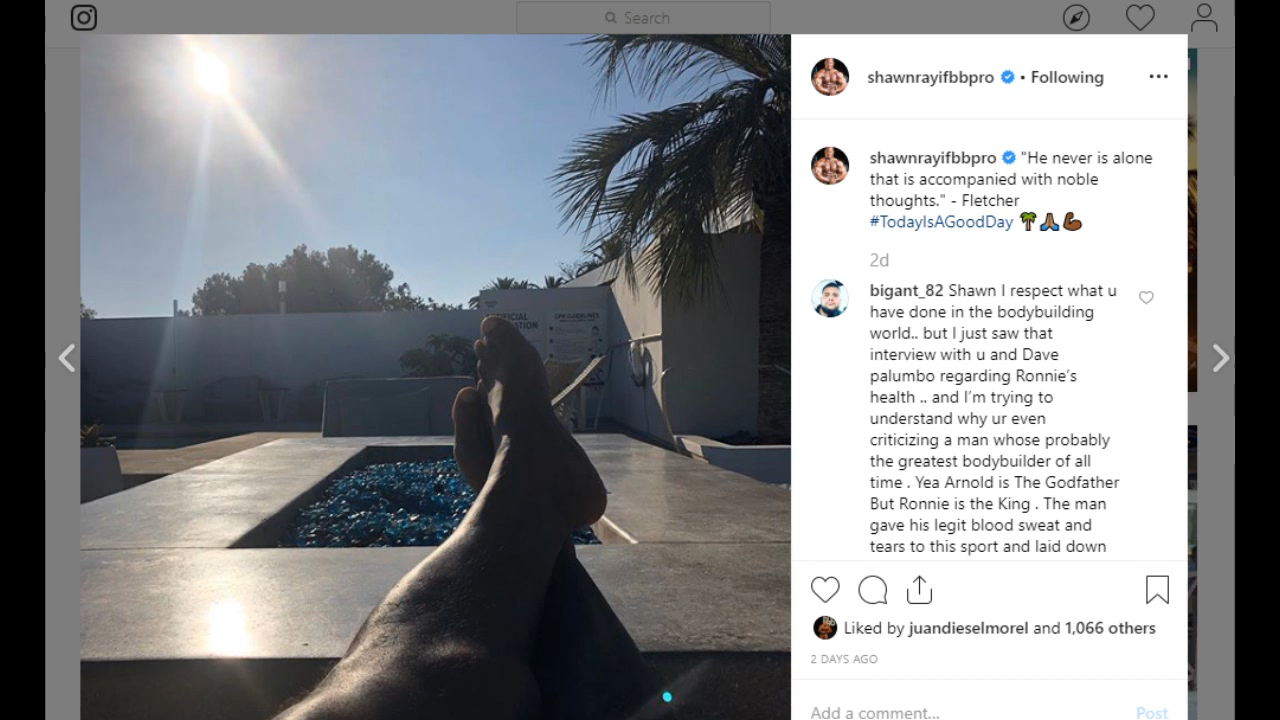 Search
shawnrayifbbpro • Following
shawnrayifbbpro "He never is alone
that is accompanied with noble
thoughts." - Fletcher
#TodayIsAGoodDay 🌴🙏🏾💪🏾
2d
bigant_82 Shawn I respect what u
have done in the bodybuilding
world.. but I just saw that
interview with u and Dave
palumbo regarding Ronnie’s
health .. and I’m trying to
understand why ur even
criticizing a man whose probably
the greatest bodybuilder of all
time . Yea Arnold is The Godfather
But Ronnie is the King . The man
gave his legit blood sweat and
tears to this sport and laid down
CPR GUIDELINES
Liked by juandieselmorel and 1,066 others
2 DAYS AGO
Add a comment...
Post